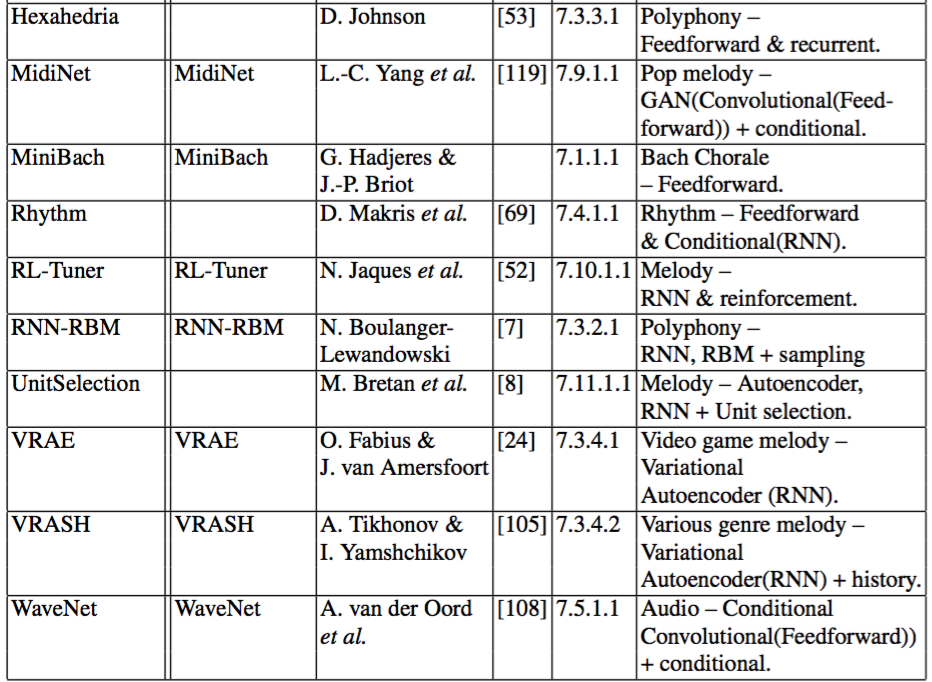 Hexahedria D. Johnson [53] 7.3.3.1 Polyphony –
Feedforward & recurrent.
MidiNet MidiNet L.-C. Yang et al. [119] 7.9.1.1 Pop melody –
GAN(Convolutional(Feed-
forward)) + conditional.
MiniBach MiniBach G. Hadjeres & 7.1.1.1 Bach Chorale
J.-P. Briot – Feedforward.
Rhythm D. Makris et al. [69] 7.4.1.1 Rhythm – Feedforward
& Conditional(RNN).
RL-Tuner RL-Tuner N. Jaques et al. [52] 7.10.1.1 Melody –
RNN & reinforcement.
RNN-RBM RNN-RBM N. Boulanger- [7] 7.3.2.1 Polyphony –
Lewandowski RNN, RBM + sampling
UnitSelection M. Bretan et al. [8] 7.11.1.1 Melody – Autoencoder,
RNN + Unit selection.
VRAE VRAE O. Fabius & [24] 7.3.4.1 Video game melody –
J. van Amersfoort Variational
Autoencoder (RNN).
VRASH VRASH A. Tikhonov & [105] 7.3.4.2 Various genre melody –
I. Yamshchikov Variational
Autoencoder(RNN) + history.
WaveNet WaveNet A. van der Oord [108] 7.5.1.1 Audio – Conditional
et al. Convolutional(Feedforward))
+ conditional.